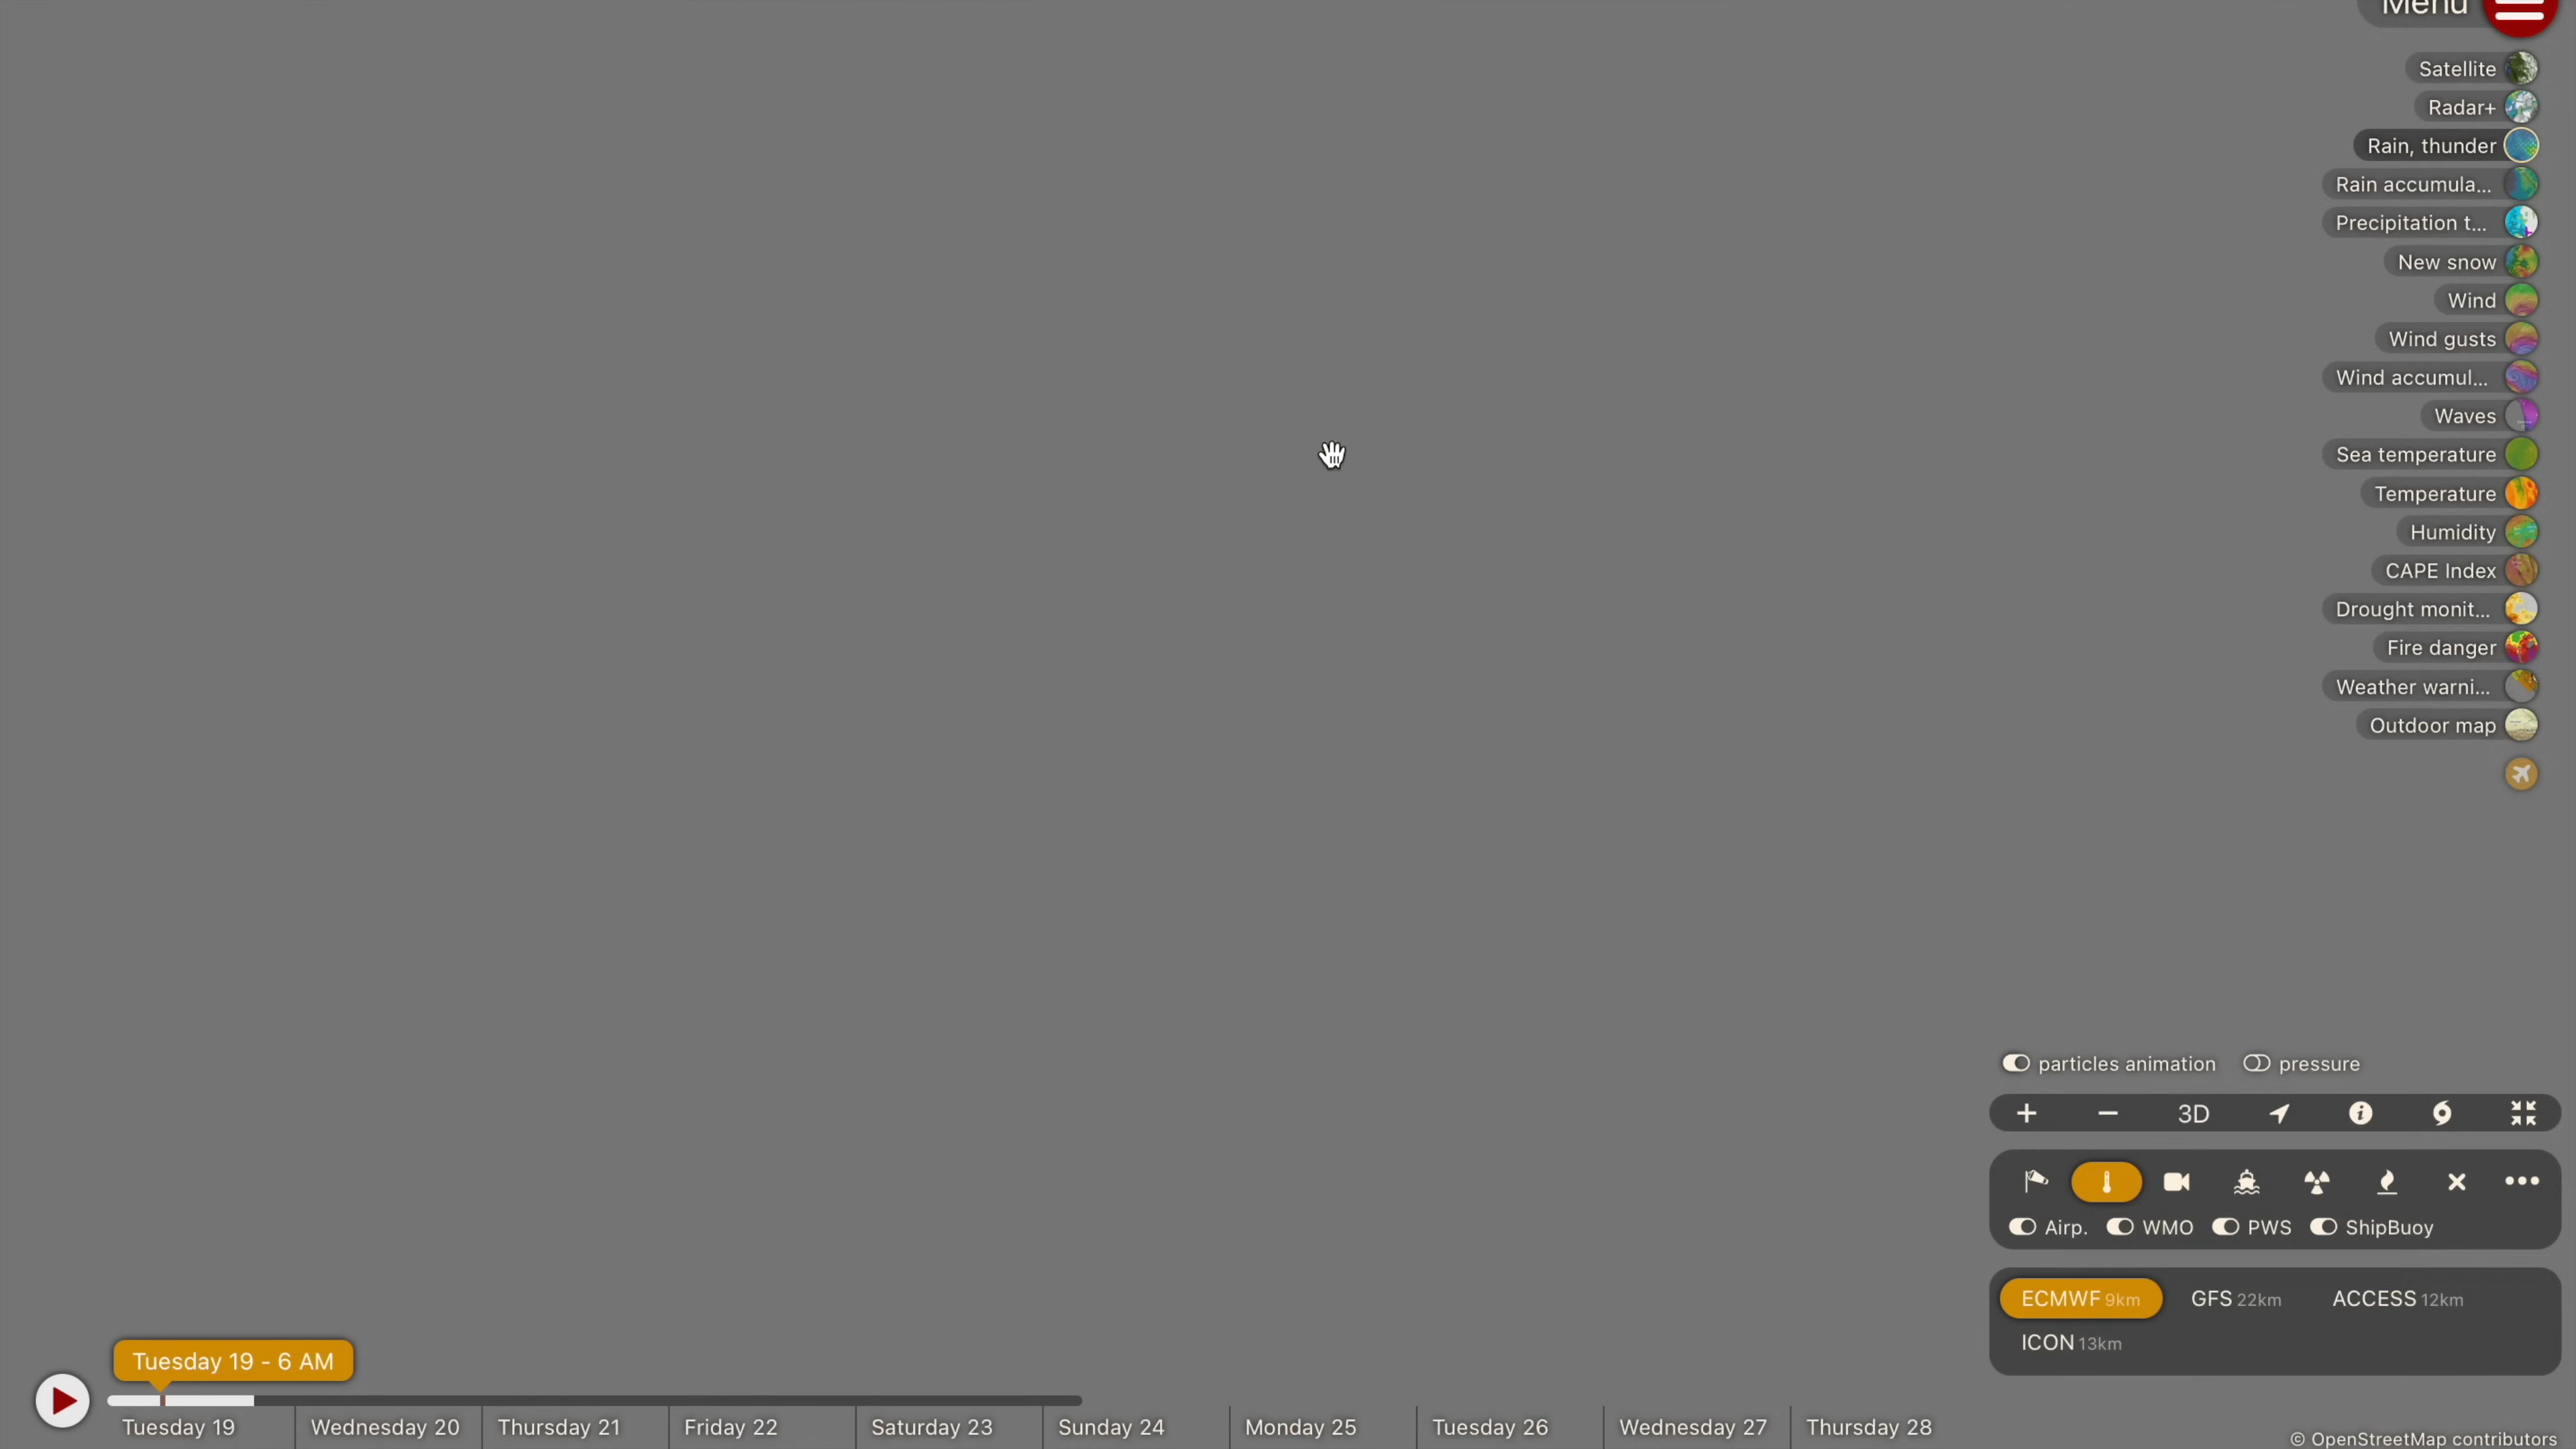 Menu
Satellite
Radar+
Rain, thunder
Rain accumula...
Precipitation t...
New snow
Wind
Wind gusts
Wind accumul...
Waves
Sea temperature
Temperature
Humidity
CAPE Index
Drought monit...
Fire danger
Weather warni...
Outdoor map
particles animation pressure
+ − 3D
Airp. WMO PWS ShipBuoy
ECMWF 9km GFS 22km ACCESS 12km
ICON 13km
Tuesday 19 - 6 AM
Tuesday 19 Wednesday 20 Thursday 21 Friday 22 Saturday 23 Sunday 24 Monday 25 Tuesday 26 Wednesday 27 Thursday 28
© OpenStreetMap contributors